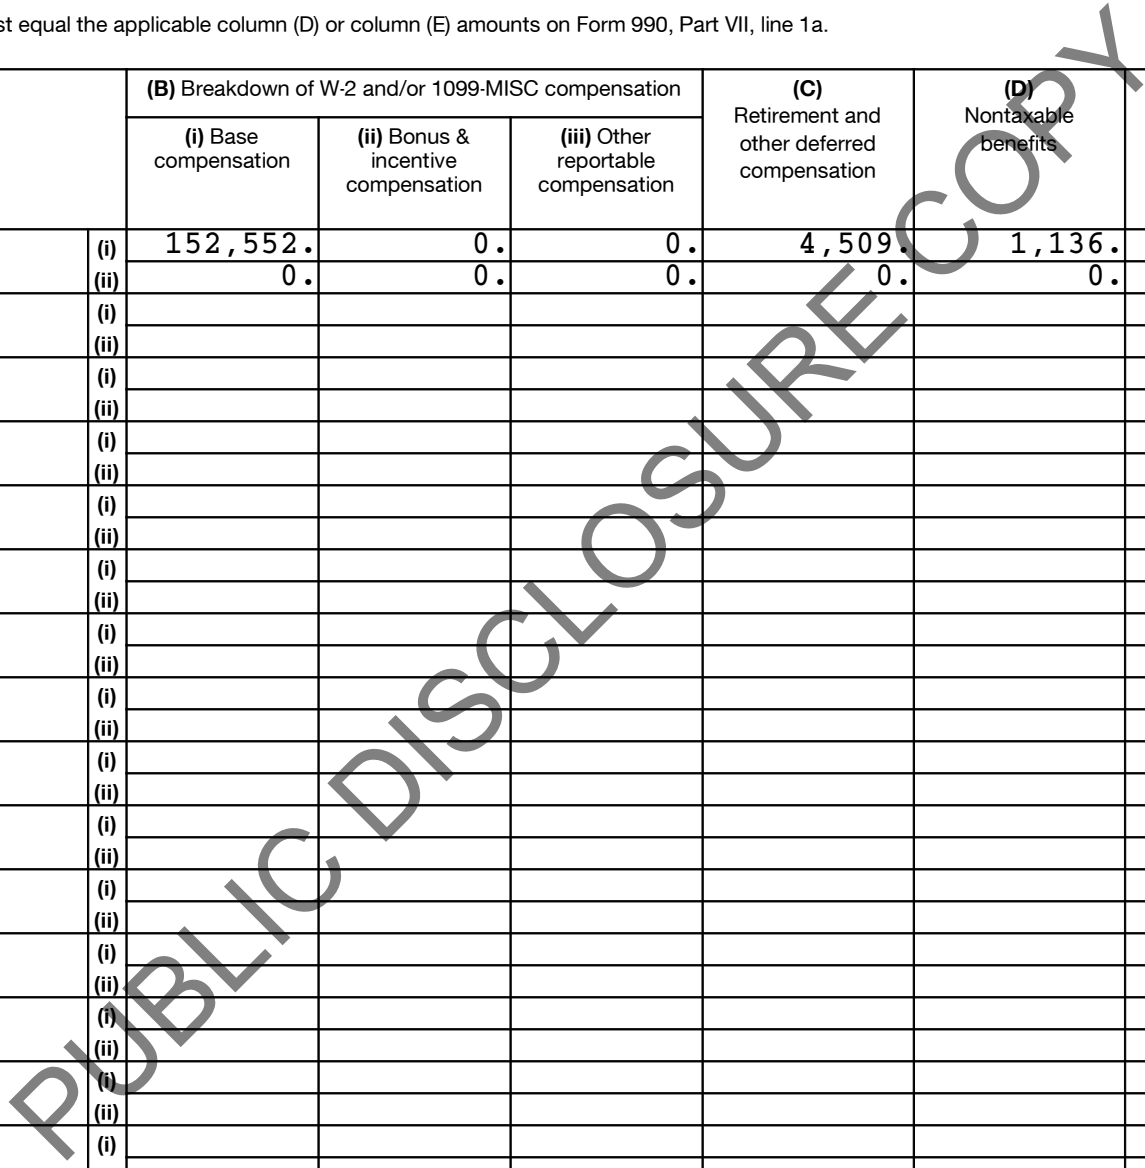 st equal the applicable column (D) or column (E) amounts on Form 990, Part VII, line 1a.
(B) Breakdown of W-2 and/or 1099-MISC compensation
(i) Base
compensation
(ii) Bonus &
incentive
compensation
(iii) Other
reportable
compensation
(C)
Retirement and
other deferred
compensation
(D)
Nontaxable
benefits
(i) 152,552. 0. 0. 4,509. 1,136.
(ii) 0. 0. 0. 0. 0.
(i)
(ii)
(i)
(ii)
(i)
(ii)
(i)
(ii)
(i)
(ii)
(i)
(ii)
(i)
(ii)
(i)
(ii)
(i)
(ii)
(i)
(ii)
(i)
(ii)
(i)
(ii)
(i)
(ii)
(i)
PUBLIC DISCLOSURE COPY